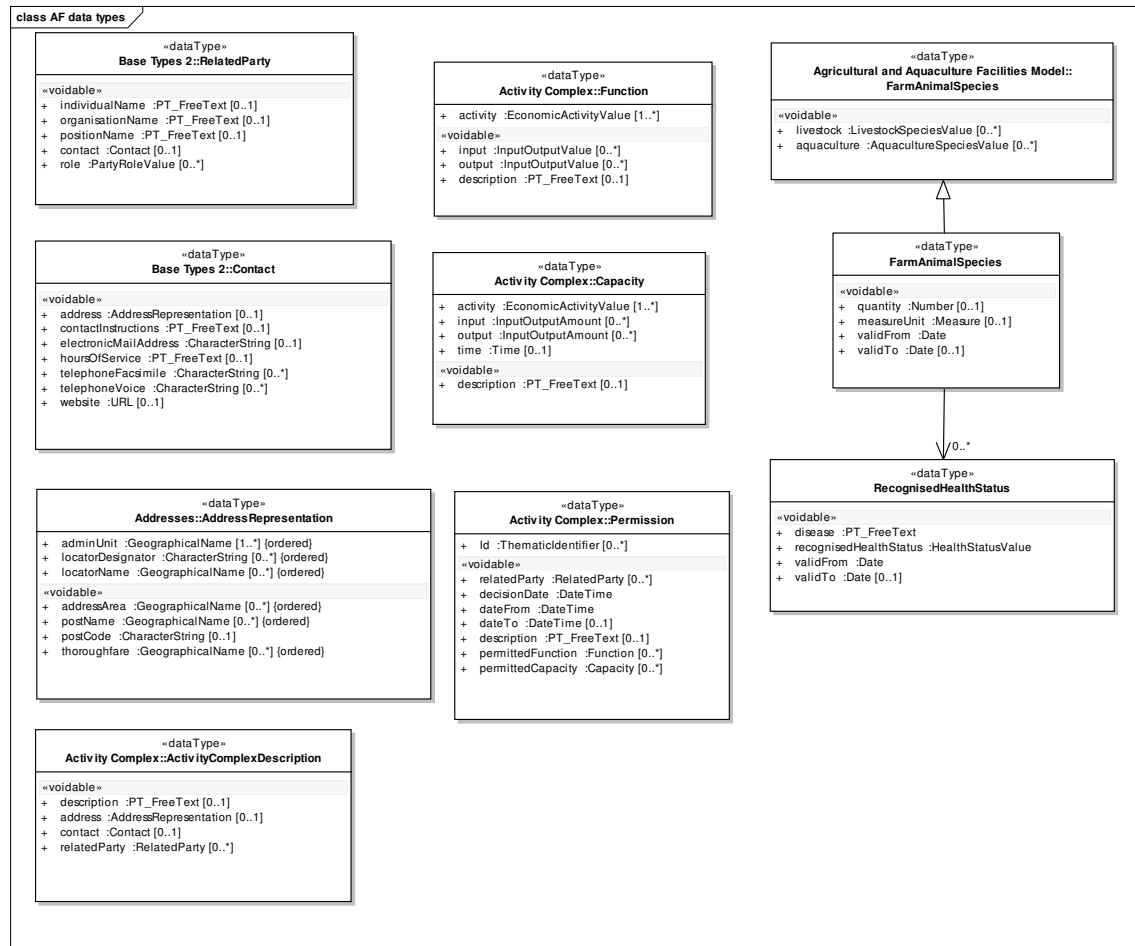 class AF data types
«dataType»
Base Types 2::RelatedParty
«voidable»
+ individualName :PT_FreeText [0..1]
+ organisationName :PT_FreeText [0..1]
+ positionName :PT_FreeText [0..1]
+ contact :Contact [0..1]
+ role :PartyRoleValue [0..*]
«dataType»
Activity Complex::Function
+ activity :EconomicActivityValue [1..*]
«voidable»
+ input :InputOutputValue [0..*]
+ output :InputOutputValue [0..*]
+ description :PT_FreeText [0..1]
«dataType»
Agricultural and Aquaculture Facilities Model::
FarmAnimalSpecies
«voidable»
+ livestock :LivestockSpeciesValue [0..*]
+ aquaculture :AquacultureSpeciesValue [0..*]
«dataType»
Base Types 2::Contact
«voidable»
+ address :AddressRepresentation [0..1]
+ contactInstructions :PT_FreeText [0..1]
+ electronicMailAddress :CharacterString [0..1]
+ hoursOfService :PT_FreeText [0..1]
+ telephoneFacsimile :CharacterString [0..*]
+ telephoneVoice :CharacterString [0..*]
+ website :URL [0..1]
«dataType»
Activity Complex::Capacity
+ activity :EconomicActivityValue [1..*]
+ input :InputOutputAmount [0..*]
+ output :InputOutputAmount [0..*]
+ time :Time [0..1]
«voidable»
+ description :PT_FreeText [0..1]
«dataType»
FarmAnimalSpecies
«voidable»
+ quantity :Number [0..1]
+ measureUnit :Measure [0..1]
+ validFrom :Date
+ validTo :Date [0..1]
0..*
«dataType»
RecognisedHealthStatus
«voidable»
+ disease :PT_FreeText
+ recognisedHealthStatus :HealthStatusValue
+ validFrom :Date
+ validTo :Date [0..1]
«dataType»
Addresses::AddressRepresentation
+ adminUnit :GeographicalName [1..*] {ordered}
+ locatorDesignator :CharacterString [0..*] {ordered}
+ locatorName :GeographicalName [0..*] {ordered}
«voidable»
+ addressArea :GeographicalName [0..*] {ordered}
+ postName :GeographicalName [0..*] {ordered}
+ postCode :CharacterString [0..1]
+ thoroughfare :GeographicalName [0..*] {ordered}
«dataType»
Activity Complex::Permission
+ Id :ThematicIdentifier [0..*]
«voidable»
+ relatedParty :RelatedParty [0..*]
+ decisionDate :DateTime
+ dateFrom :DateTime
+ dateTo :DateTime [0..1]
+ description :PT_FreeText [0..1]
+ permittedFunction :Function [0..*]
+ permittedCapacity :Capacity [0..*]
«dataType»
Activity Complex::ActivityComplexDescription
«voidable»
+ description :PT_FreeText [0..1]
+ address :AddressRepresentation [0..1]
+ contact :Contact [0..1]
+ relatedParty :RelatedParty [0..*]